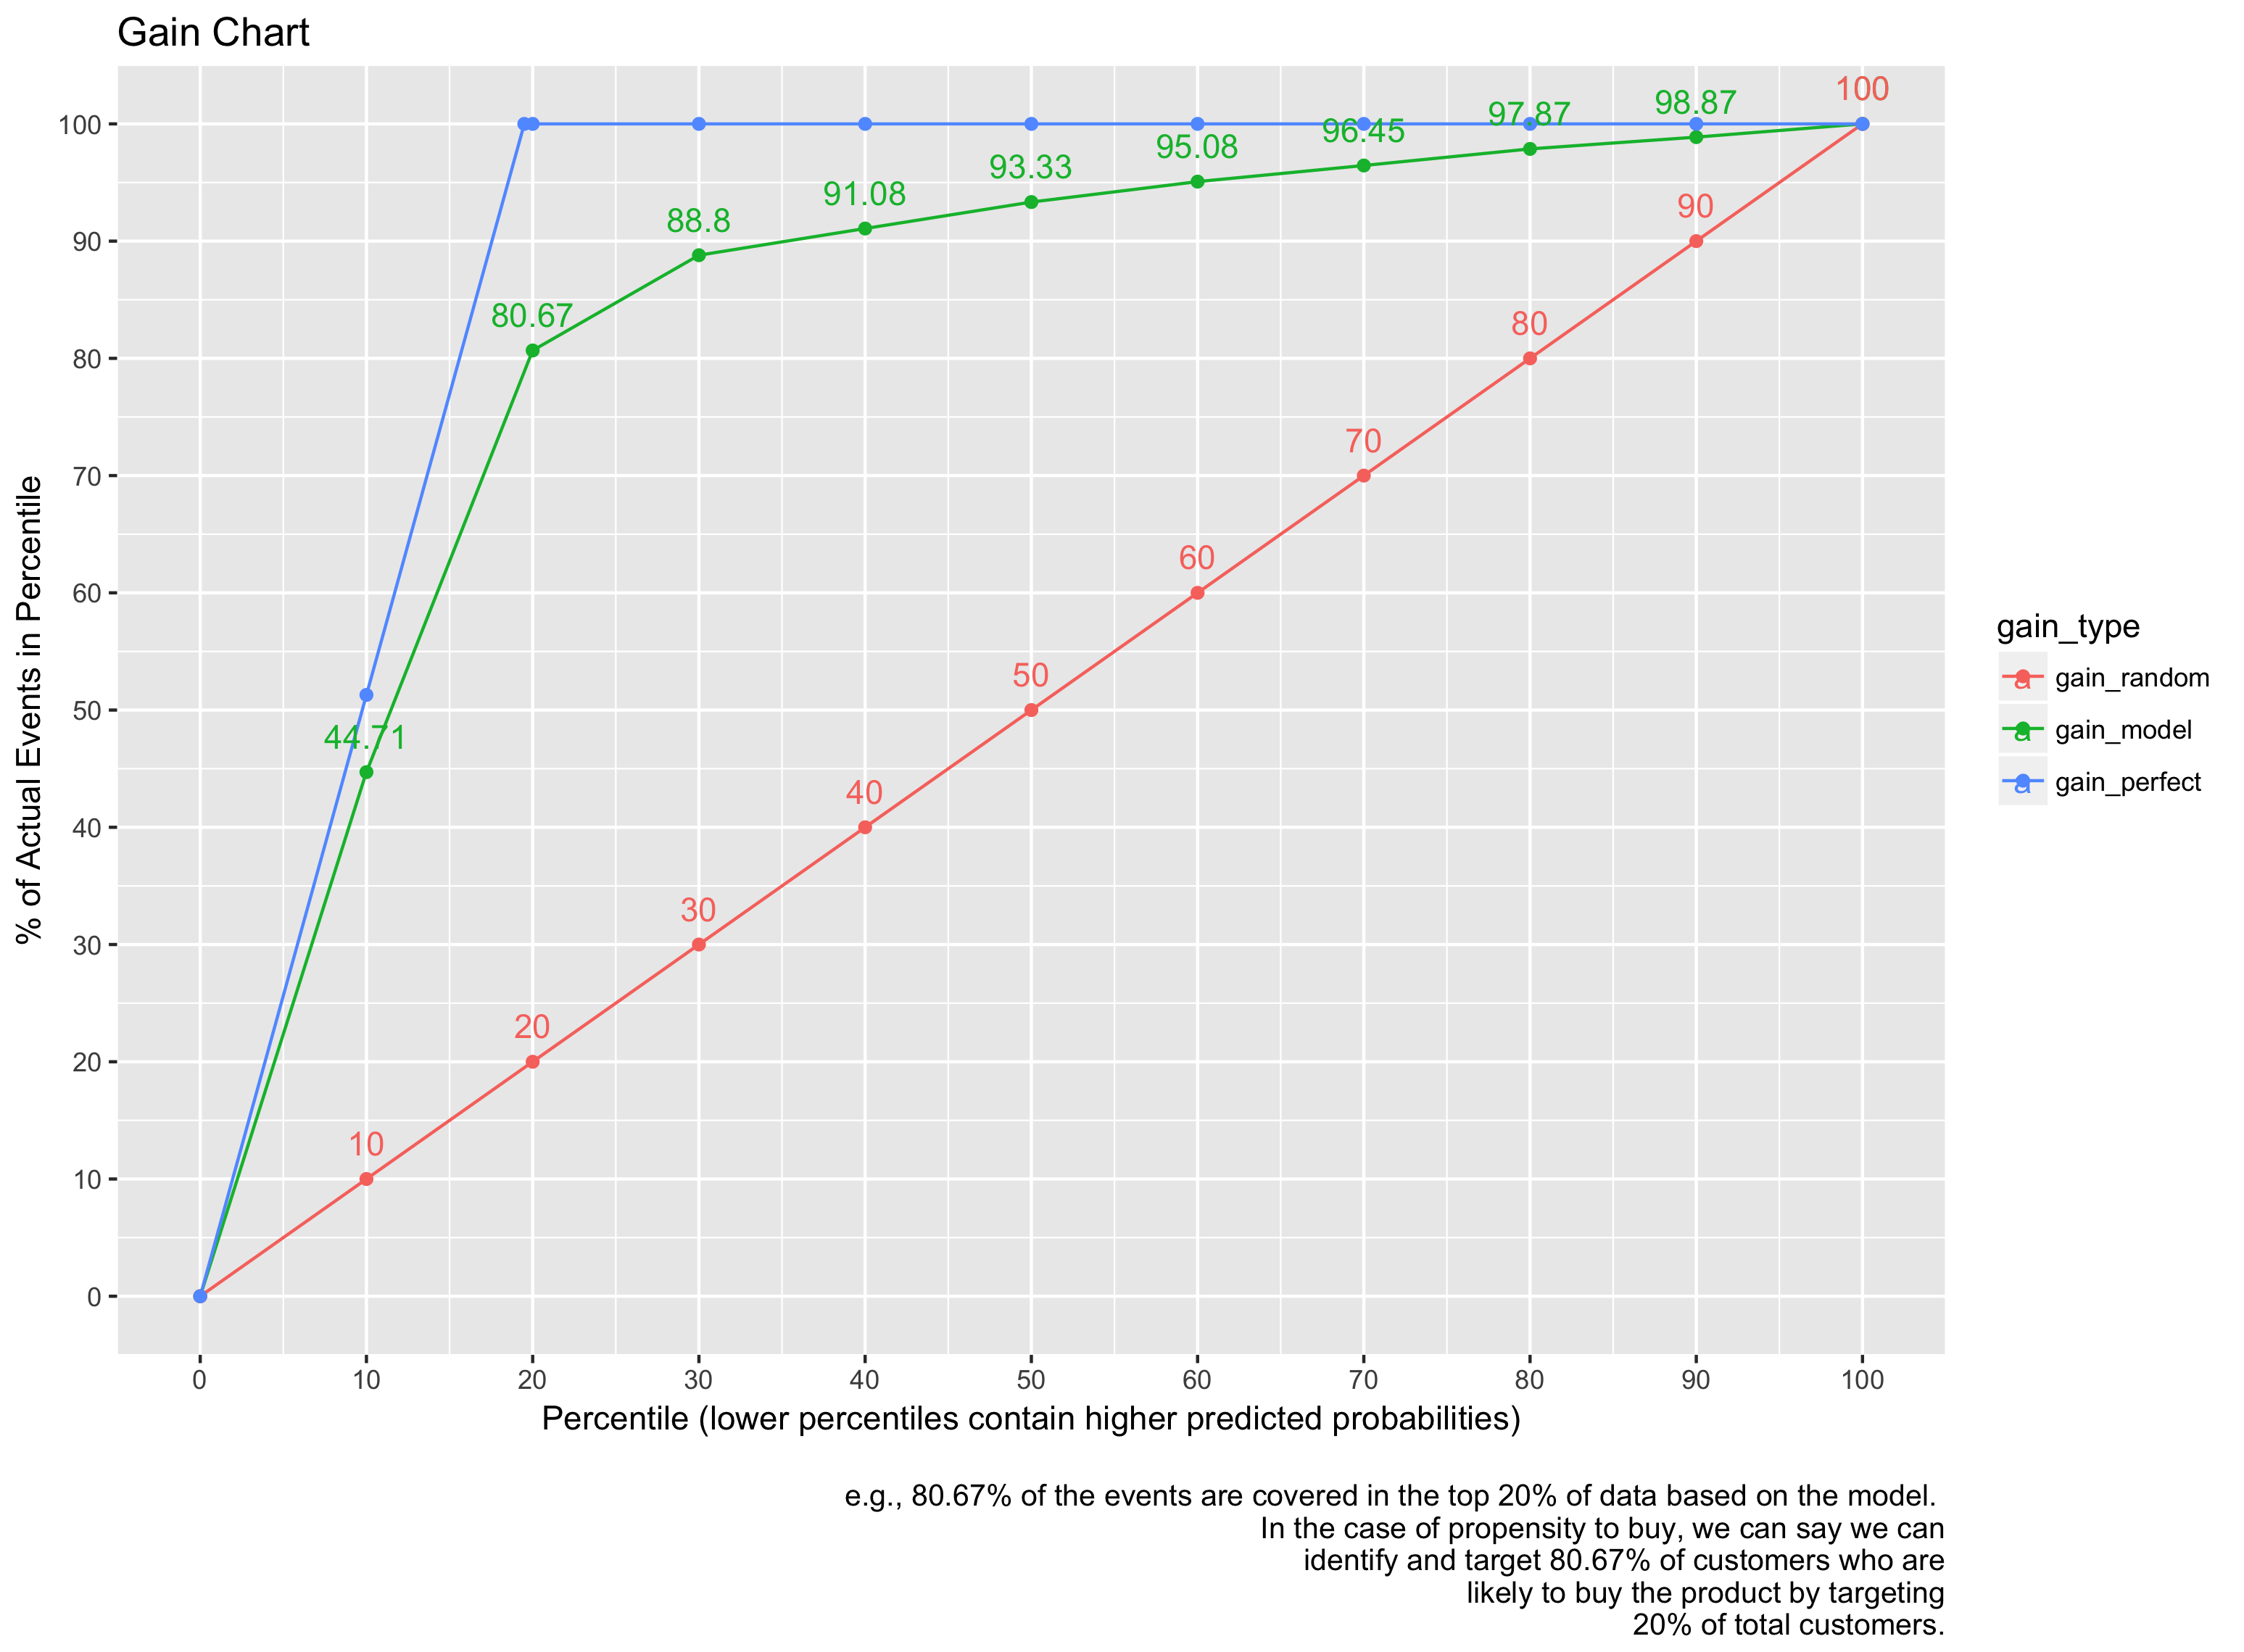 Gain Chart
100
98.87
97.87
96.45
95.08
93.33
91.08
88.8
80.67
44.71
90
80
70
60
50
40
30
20
10
100
90
80
70
60
50
40
30
20
10
0
% of Actual Events in Percentile
0 10 20 30 40 50 60 70 80 90 100
Percentile (lower percentiles contain higher predicted probabilities)
gain_type
a gain_random
a gain_model
a gain_perfect
e.g., 80.67% of the events are covered in the top 20% of data based on the model.
In the case of propensity to buy, we can say we can
identify and target 80.67% of customers who are
likely to buy the product by targeting
20% of total customers.